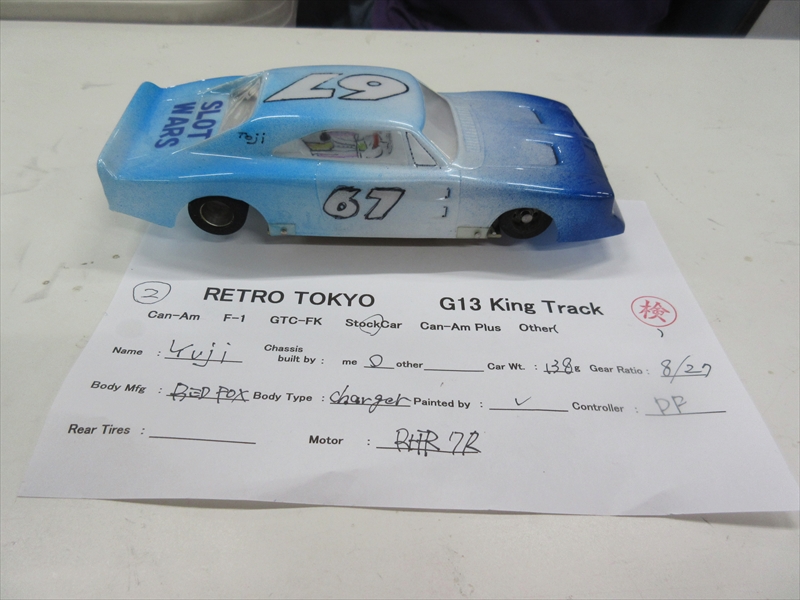 67
SLOT
WARS
67
② RETRO TOKYO G13 King Track 検
Can-Am F-1 GTC-FK StockCar Can-Am Plus Other( )
Name : Yuji Chassis built by : me O other Car Wt. : 138g Gear Ratio : 8/27
Body Mfg : RED FOX Body Type : charger Painted by : ✓ Controller : PP
Rear Tires : Motor : 7R